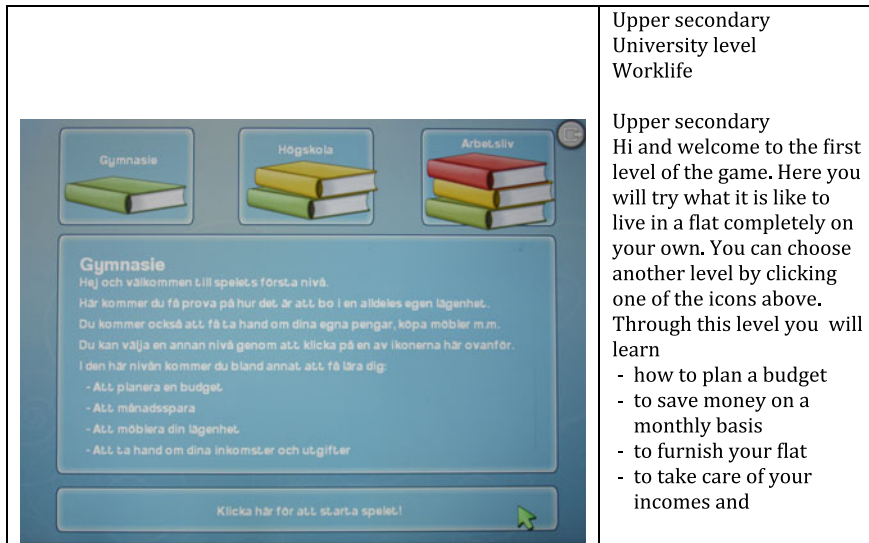 Gymnasie
Högskola
Arbetsliv
Gymnasie
Hej och välkommen till spelets första nivå.
Här kommer du få prova på hur det är att bo i en alldeles egen lägenhet.
Du kommer också att få ta hand om dina egna pengar, köpa möbler m.m.
Du kan välja en annan nivå genom att klicka på en av ikonerna här ovanför.
I den här nivån kommer du bland annat att få lära dig:
- Att planera en budget
- Att månadsspara
- Att möblera din lägenhet
- Att ta hand om dina inkomster och utgifter
Klicka här för att starta spelet!
Upper secondary
University level
Worklife
Upper secondary
Hi and welcome to the first
level of the game. Here you
will try what it is like to
live in a flat completely on
your own. You can choose
another level by clicking
one of the icons above.
Through this level you will
learn
- how to plan a budget
- to save money on a
monthly basis
- to furnish your flat
- to take care of your
incomes and